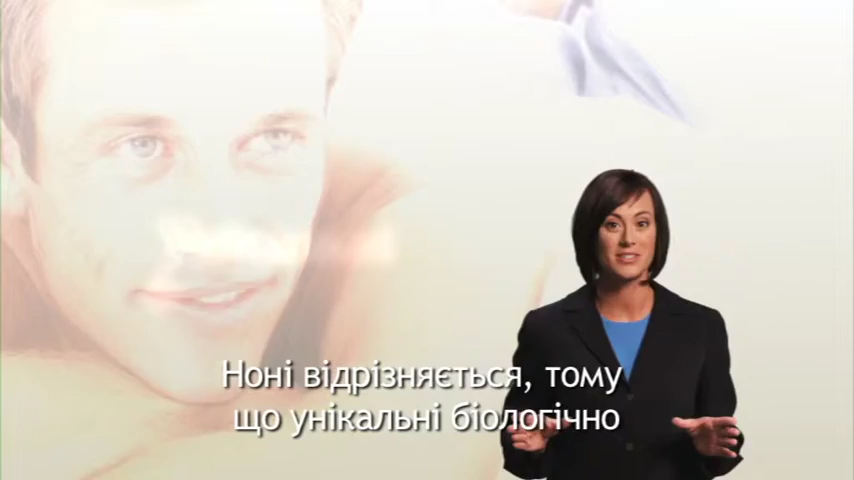 Ноні відрізняється, тому
що унікальні біологічно